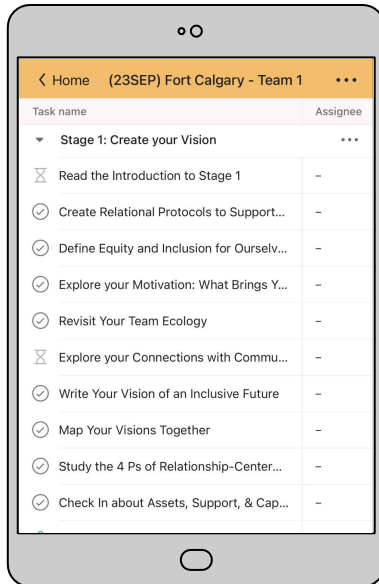 Home (23SEP) Fort Calgary - Team 1 •••
Task name Assignee
Stage 1: Create your Vision •••
Read the Introduction to Stage 1 –
Create Relational Protocols to Support... –
Define Equity and Inclusion for Ourselv... –
Explore your Motivation: What Brings Y... –
Revisit Your Team Ecology –
Explore your Connections with Commu... –
Write Your Vision of an Inclusive Future –
Map Your Visions Together –
Study the 4 Ps of Relationship-Center... –
Check In about Assets, Support, & Cap... –